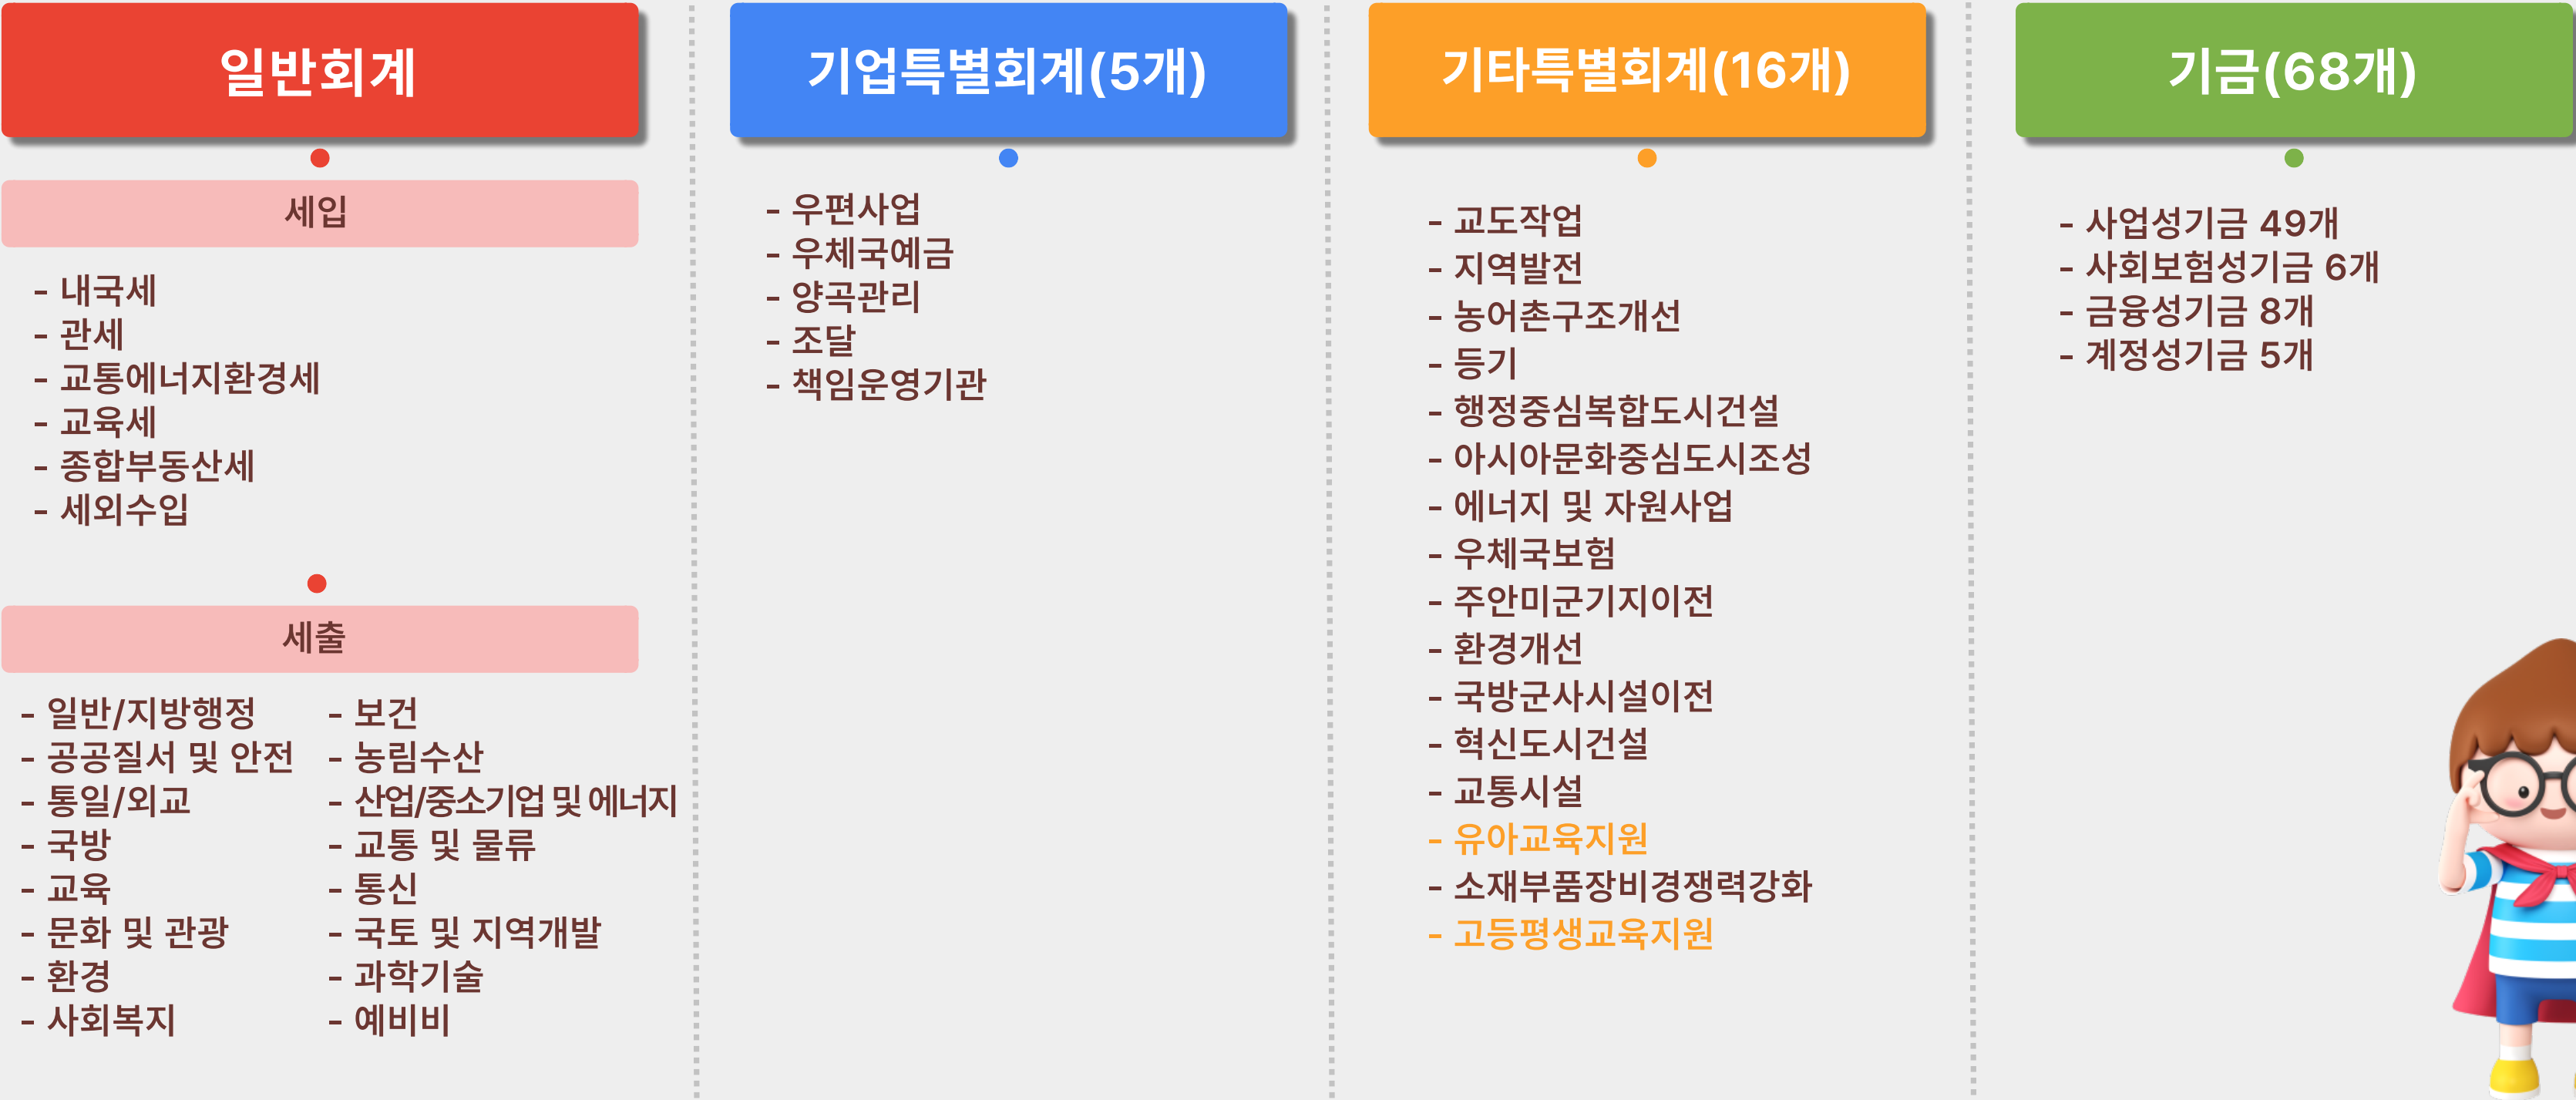 일반회계
세입
- 내국세
- 관세
- 교통에너지환경세
- 교육세
- 종합부동산세
- 세외수입
세출
- 일반/지방행정
- 공공질서 및 안전
- 통일/외교
- 국방
- 교육
- 문화 및 관광
- 환경
- 사회복지
- 보건
- 농림수산
- 산업/중소기업 및 에너지
- 교통 및 물류
- 통신
- 국토 및 지역개발
- 과학기술
- 예비비
기업특별회계(5개)
- 우편사업
- 우체국예금
- 양곡관리
- 조달
- 책임운영기관
기타특별회계(16개)
- 교도작업
- 지역발전
- 농어촌구조개선
- 등기
- 행정중심복합도시건설
- 아시아문화중심도시조성
- 에너지 및 자원사업
- 우체국보험
- 주안미군기지이전
- 환경개선
- 국방군사시설이전
- 혁신도시건설
- 교통시설
- 유아교육지원
- 소재부품장비경쟁력강화
- 고등평생교육지원
기금(68개)
- 사업성기금 49개
- 사회보험성기금 6개
- 금융성기금 8개
- 계정성기금 5개